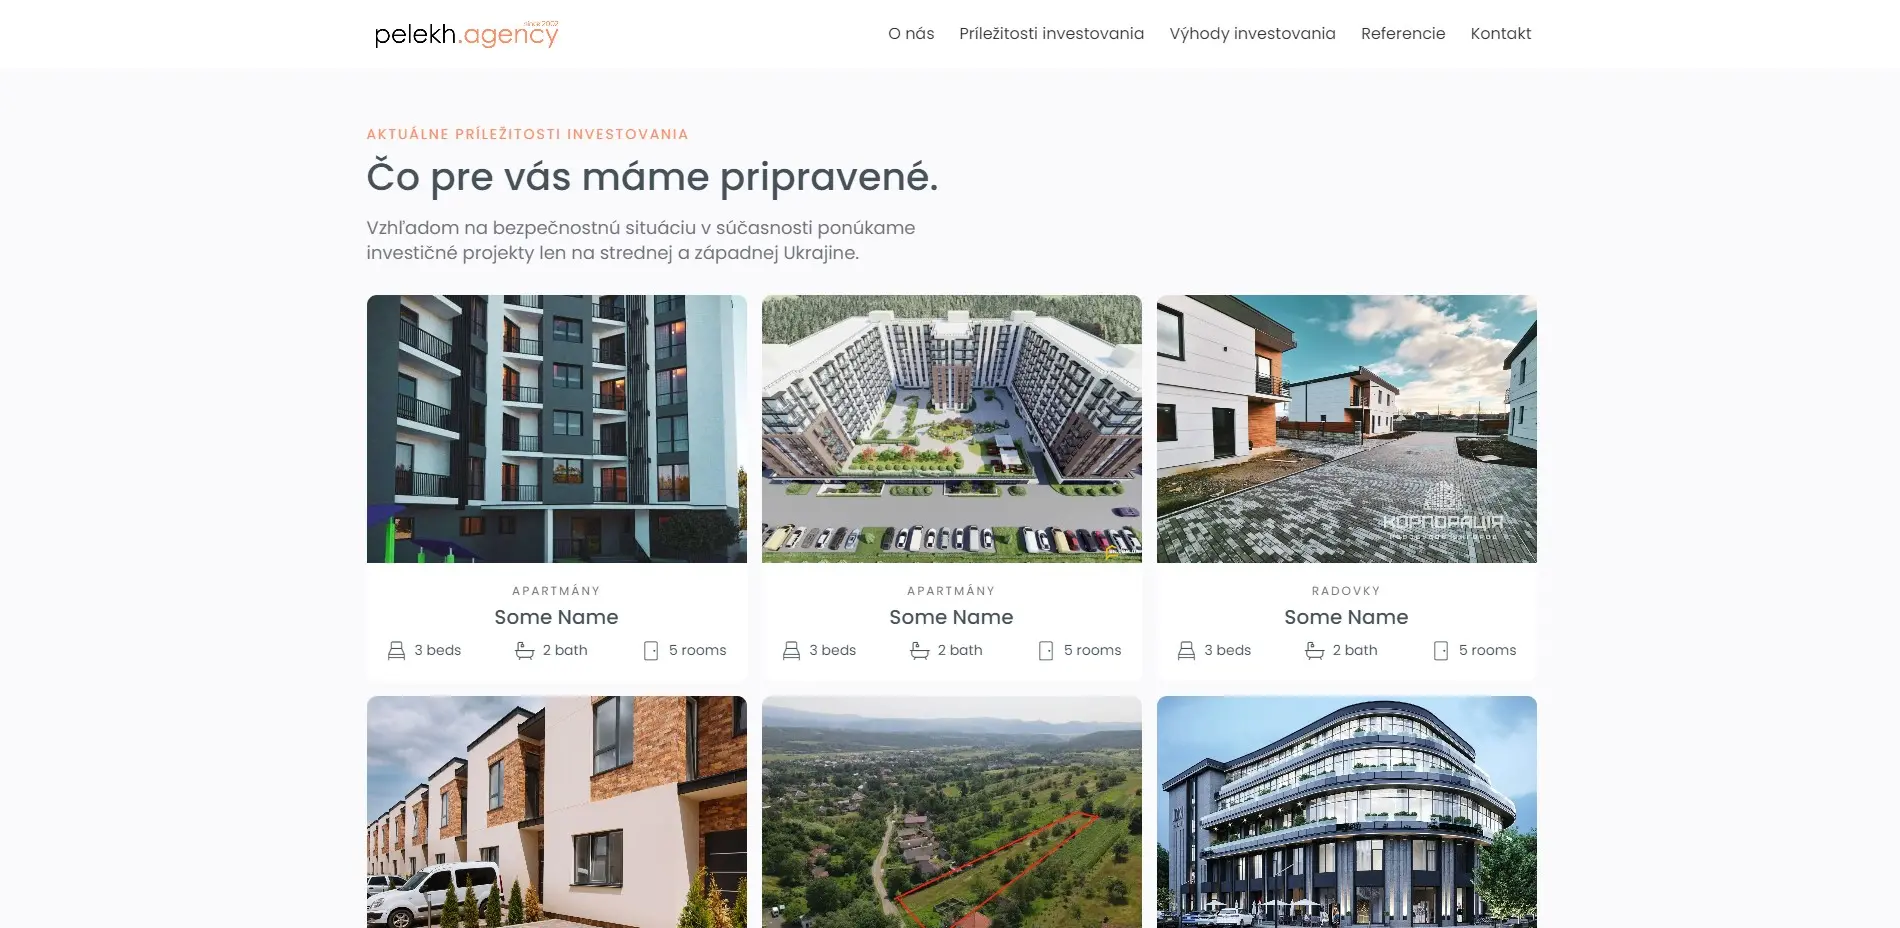 pelekh.agency
since2002
O nás
Príležitosti investovania
Výhody investovania
Referencie
Kontakt
AKTUÁLNE PRÍLEŽITOSTI INVESTOVANIA
Čo pre vás máme pripravené.
Vzhľadom na bezpečnostnú situáciu v súčasnosti ponúkame
investičné projekty len na strednej a západnej Ukrajine.
КОРПОРАЦІЯ
APARTMÁNY
Some Name
3 beds 2 bath 5 rooms
APARTMÁNY
Some Name
3 beds 2 bath 5 rooms
RADOVKY
Some Name
3 beds 2 bath 5 rooms